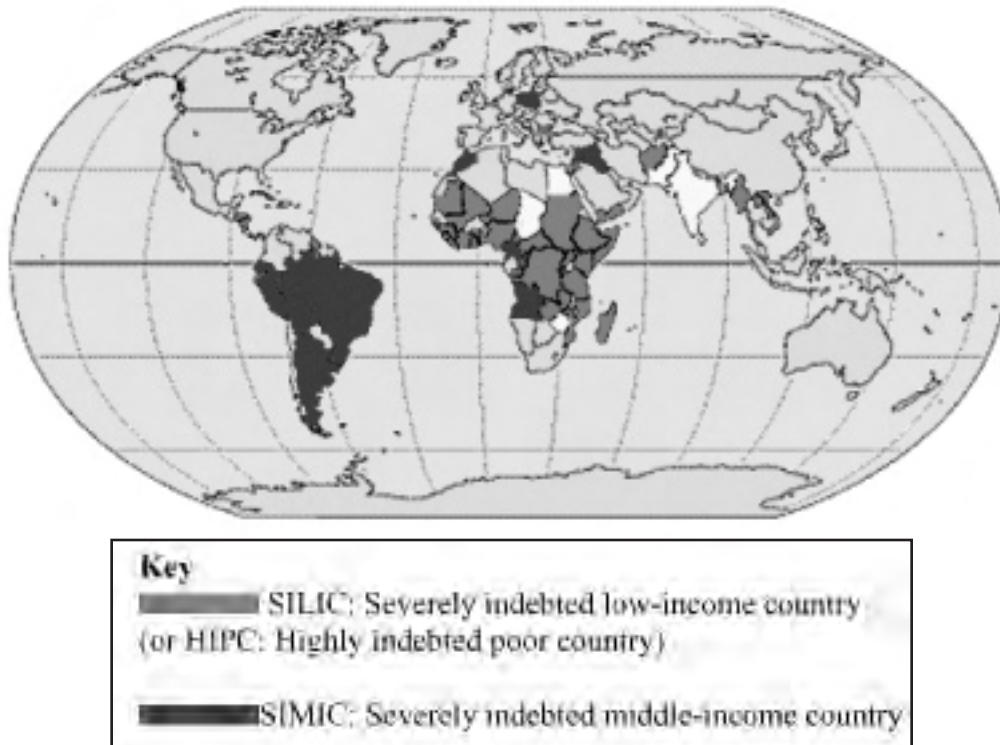 Key
SILIC: Severely indebted low-income country
(or HIPC: Highly indebted poor country)
SIMIC: Severely indebted middle-income country